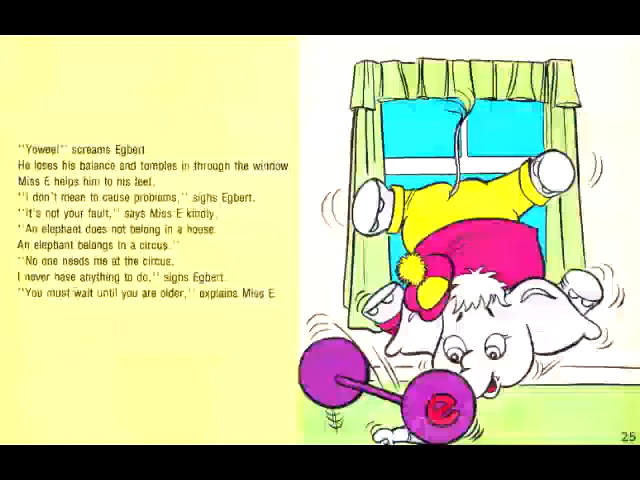 "Yowee!" screams Egbert.
He loses his balance and tombles in through the window
Miss E helps him to his feet.
"I don't mean to cause problems," sighs Egbert.
"It's not your fault," says Miss E kindly.
"An elephant does not belong in a house.
An elephant belongs in a circus."
"No one needs me at the circus.
I never have anything to do," sighs Egbert.
"You must wait until you are older," explains Miss E.
e
25